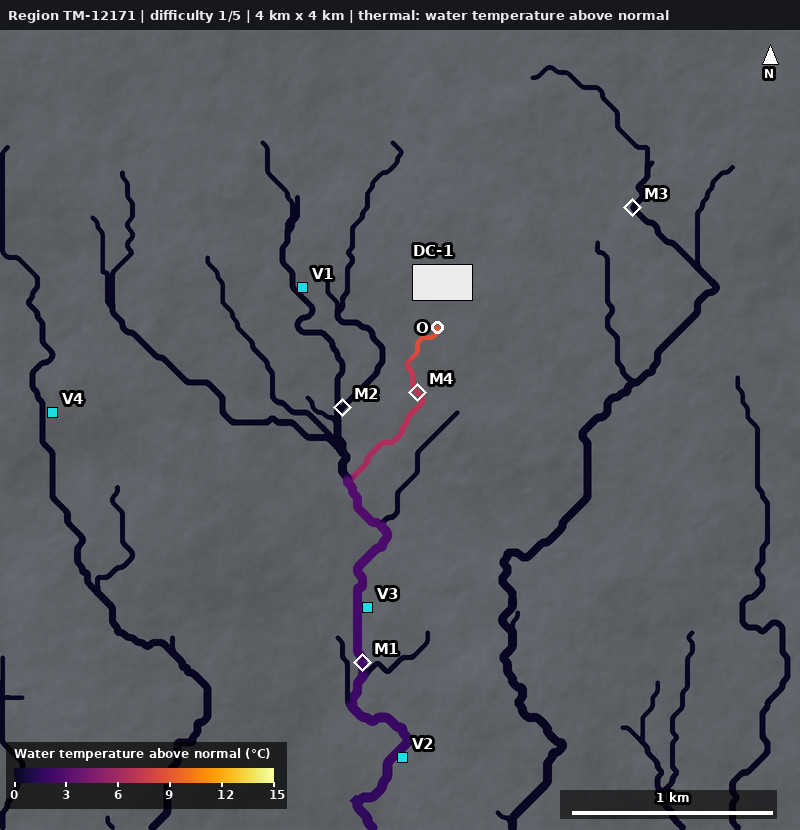 Region TM-12171 | difficulty 1/5 | 4 km x 4 km | thermal: water temperature above normal
N
M3
DC-1
V1
O
M4
M2
V4
V3
M1
V2
Water temperature above normal (°C)
0 3 6 9 12 15
1 km